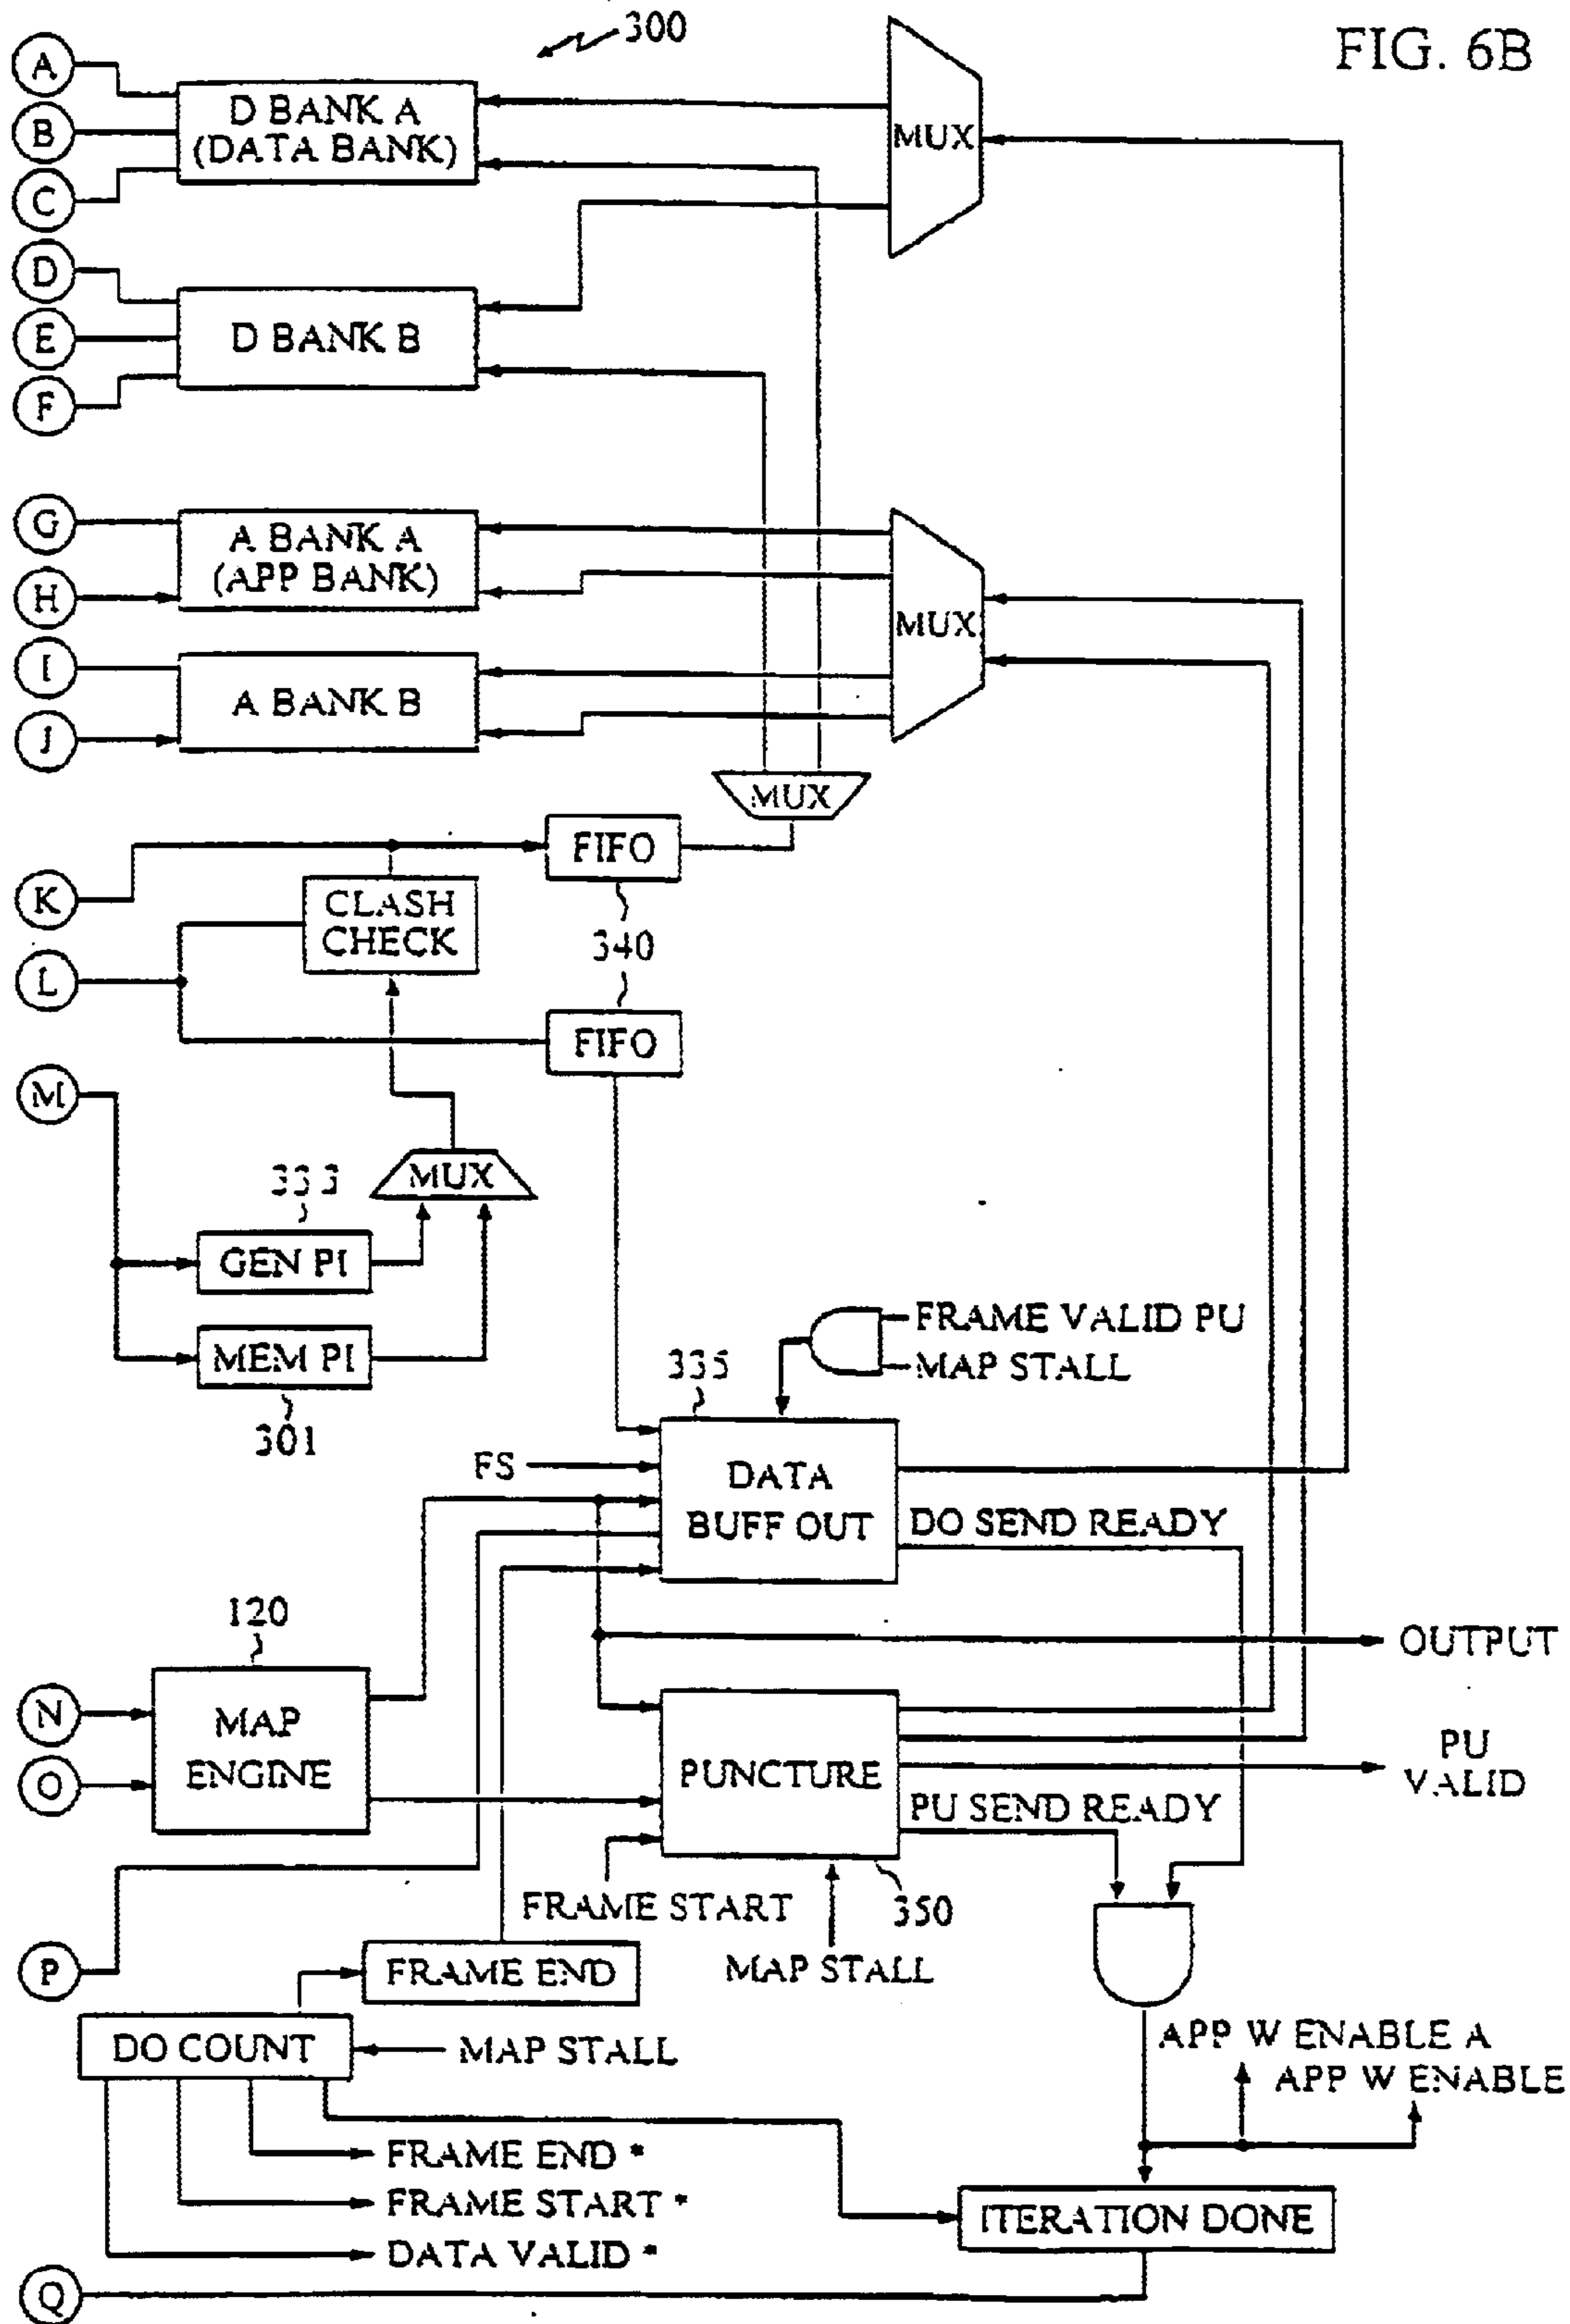 300
FIG. 6B
A
B
C
D BANK A
(DATA BANK)
MUX
D
E
F
D BANK B
G
H
A BANK A
(APP BANK)
MUX
I
J
A BANK B
MUX
K
FIFO
CLASH
CHECK
340
L
FIFO
M
MUX
333
GEN PI
MEM PI
301
FRAME VALID PU
MAP STALL
335
FS
DATA
BUFF OUT
DO SEND READY
120
OUTPUT
N
O
MAP
ENGINE
PUNCTURE
PU
VALID
PU SEND READY
FRAME START
350
MAP STALL
P
FRAME END
DO COUNT
MAP STALL
APP W ENABLE A
APP W ENABLE
FRAME END *
FRAME START *
DATA VALID *
ITERATION DONE
Q